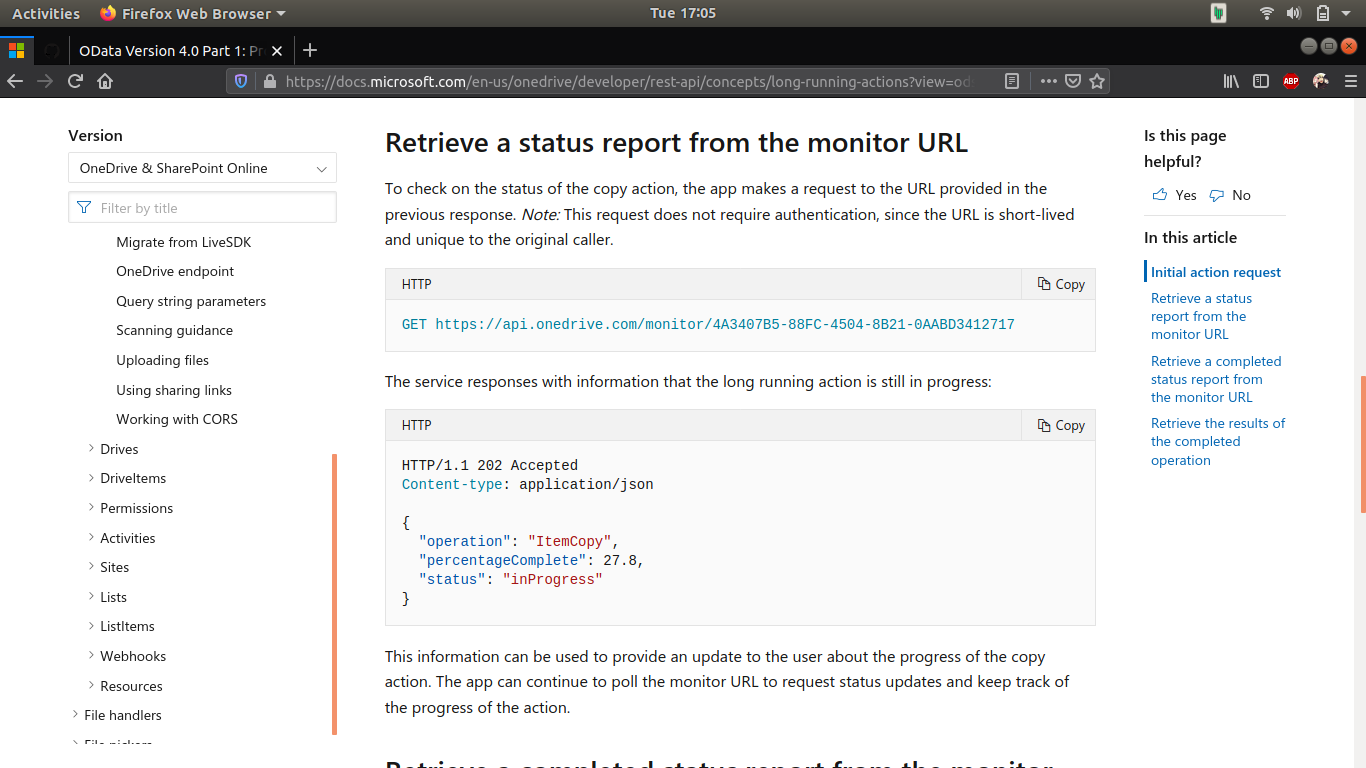 Activities Firefox Web Browser Tue 17:05
OData Version 4.0 Part 1: Pr
https://docs.microsoft.com/en-us/onedrive/developer/rest-api/concepts/long-running-actions?view=od
ABP
Version
OneDrive & SharePoint Online
Filter by title
Migrate from LiveSDK
OneDrive endpoint
Query string parameters
Scanning guidance
Uploading files
Using sharing links
Working with CORS
Drives
DriveItems
Permissions
Activities
Sites
Lists
ListItems
Webhooks
Resources
File handlers
File pickers
Retrieve a status report from the monitor URL
To check on the status of the copy action, the app makes a request to the URL provided in the
previous response. Note: This request does not require authentication, since the URL is short-lived
and unique to the original caller.
HTTP Copy
GET https://api.onedrive.com/monitor/4A3407B5-88FC-4504-8B21-0AABD3412717
The service responses with information that the long running action is still in progress:
HTTP Copy
HTTP/1.1 202 Accepted
Content-type: application/json
{
"operation": "ItemCopy",
"percentageComplete": 27.8,
"status": "inProgress"
}
This information can be used to provide an update to the user about the progress of the copy
action. The app can continue to poll the monitor URL to request status updates and keep track of
the progress of the action.
Retrieve a completed status report from the monitor
Is this page
helpful?
Yes No
In this article
Initial action request
Retrieve a status
report from the
monitor URL
Retrieve a completed
status report from
the monitor URL
Retrieve the results of
the completed
operation